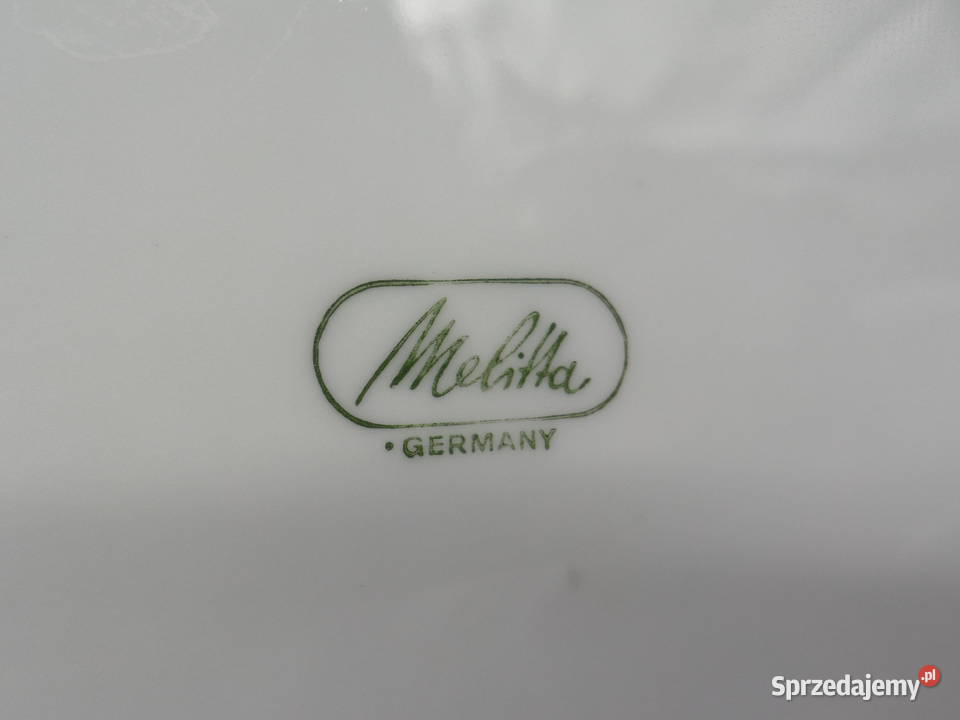 Melitta
• GERMANY
Sprzedajemy.pl